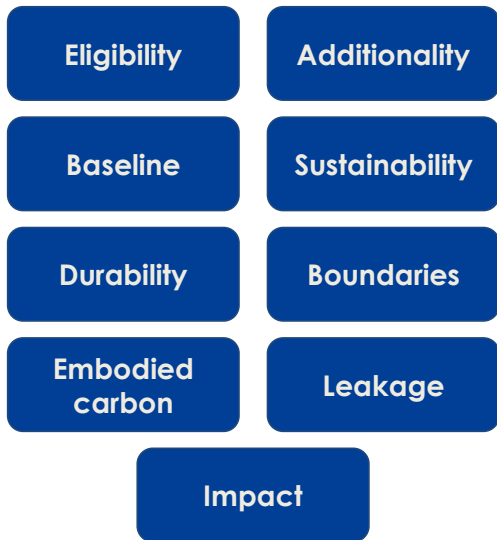 Eligibility
Additionality
Baseline
Sustainability
Durability
Boundaries
Embodied
carbon
Leakage
Impact